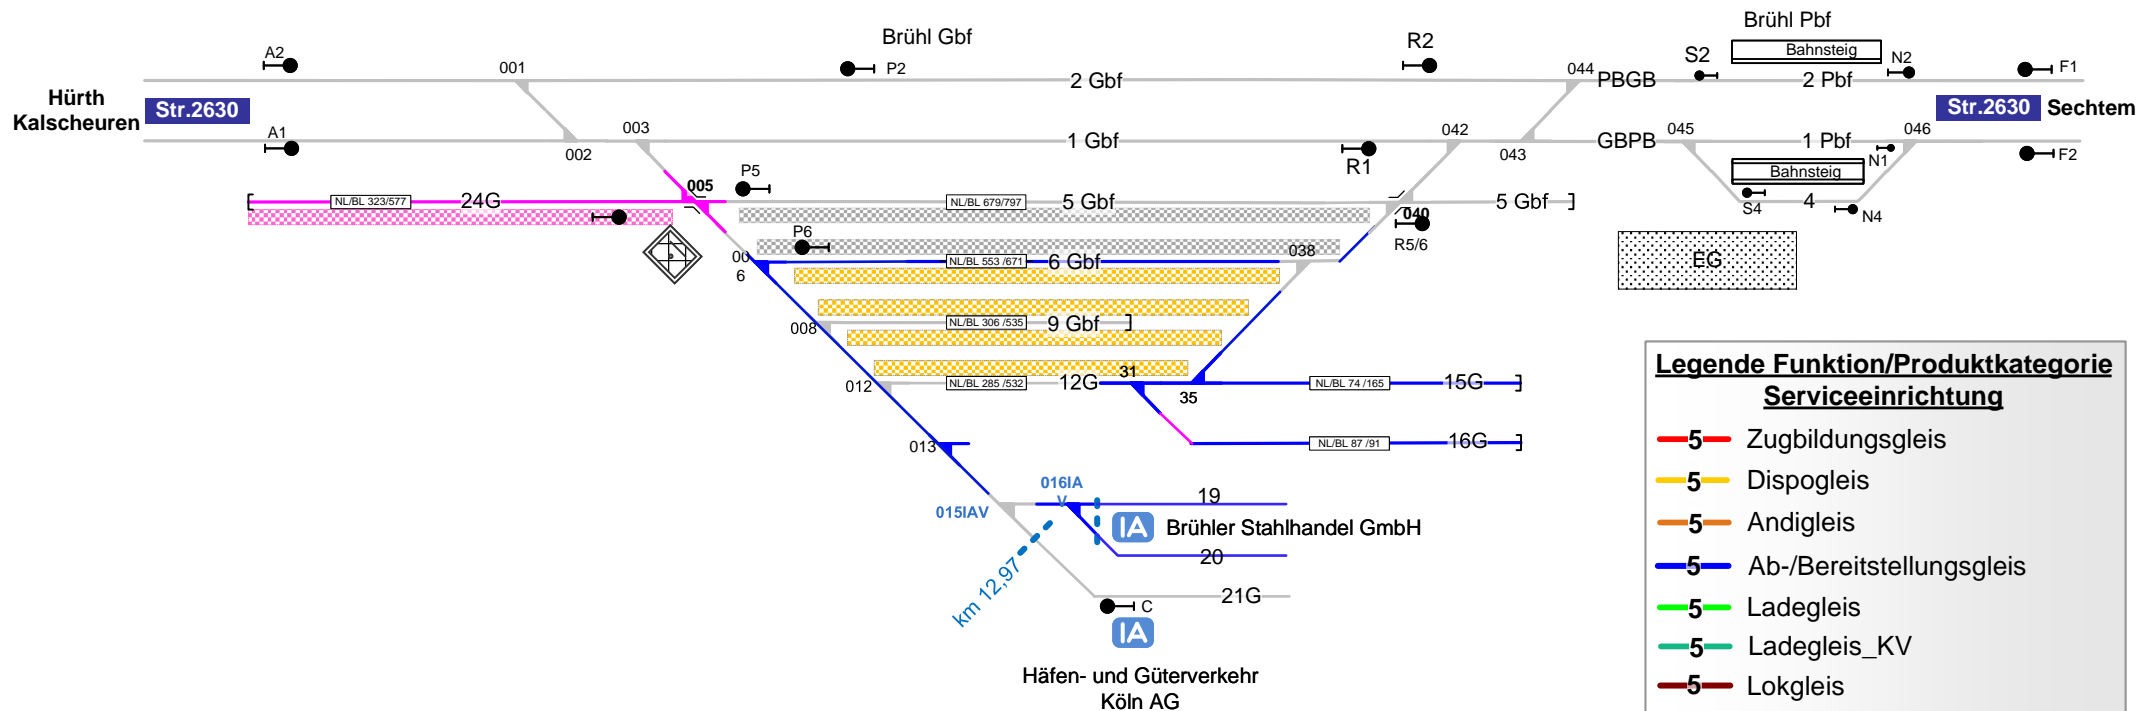 Brühl Gbf
Brühl Pbf
A2
001
P2
R2
044
S2
Bahnsteig
N2
F1
2 Gbf
PBGB
2 Pbf
Hürth
Kalscheuren
Str.2630
Str.2630
Sechtem
A1
002
003
1 Gbf
R1
042
043
GBPB
045
1 Pbf
N1
046
F2
Bahnsteig
005
P5
NL/BL 323/577
24G
NL/BL 679/797
5 Gbf
040
5 Gbf
S4
4
N4
R5/6
P6
00
6
NL/BL 553 /671
6 Gbf
038
EG
008
NL/BL 306 /535
9 Gbf
012
NL/BL 285 /532
12G
31
35
NL/BL 74 /165
15G
013
NL/BL 87 /91
16G
016IA
V
015IAV
19
IA
Brühler Stahlhandel GmbH
20
km 12,97
21G
C
IA
Häfen- und Güterverkehr
Köln AG
Legende Funktion/Produktkategorie
Serviceeinrichtung
5 Zugbildungsgleis
5 Dispogleis
5 Andigleis
5 Ab-/Bereitstellungsgleis
5 Ladegleis
5 Ladegleis_KV
5 Lokgleis